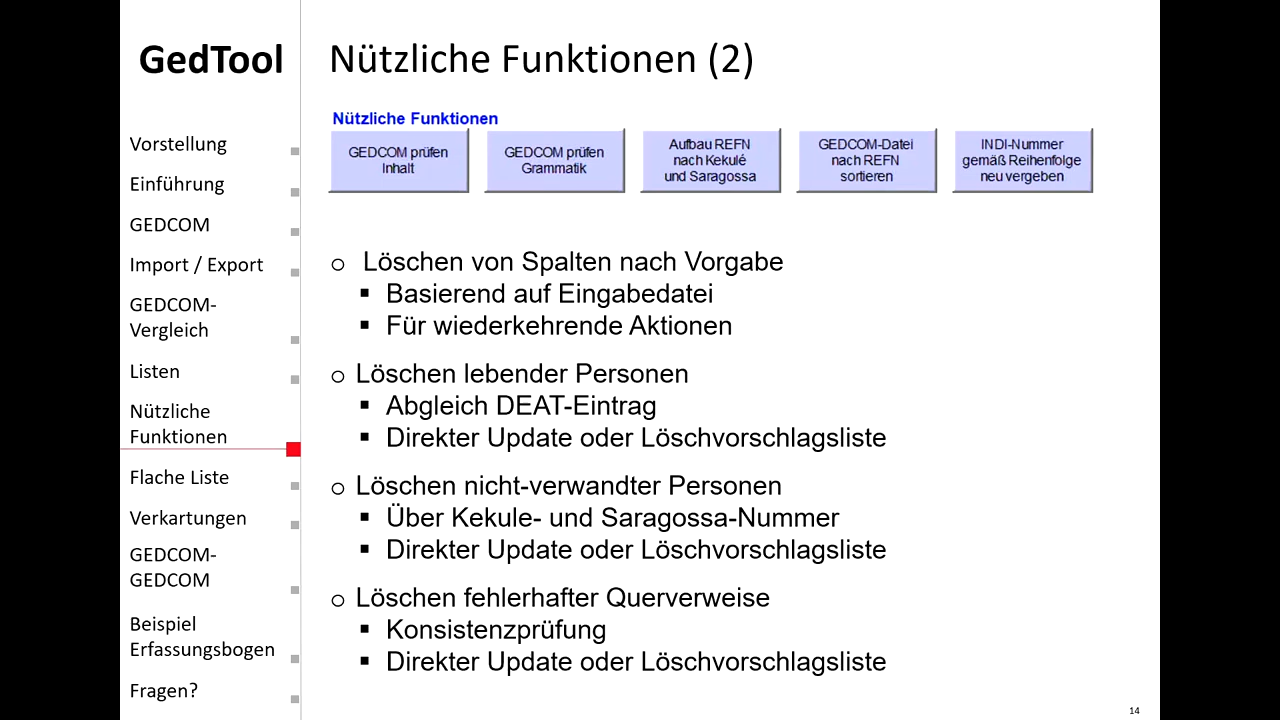 GedTool
Nützliche Funktionen (2)
Vorstellung
Einführung
GEDCOM
Import / Export
GEDCOM-
Vergleich
Listen
Nützliche
Funktionen
Flache Liste
Verkartungen
GEDCOM-
GEDCOM
Beispiel
Erfassungsbogen
Fragen?
Nützliche Funktionen
GEDCOM prüfen
Inhalt
GEDCOM prüfen
Grammatik
Aufbau REFN
nach Kekulé
und Saragossa
GEDCOM-Datei
nach REFN
sortieren
INDI-Nummer
gemäß Reihenfolge
neu vergeben
Löschen von Spalten nach Vorgabe
Basierend auf Eingabedatei
Für wiederkehrende Aktionen
Löschen lebender Personen
Abgleich DEAT-Eintrag
Direkter Update oder Löschvorschlagsliste
Löschen nicht-verwandter Personen
Über Kekule- und Saragossa-Nummer
Direkter Update oder Löschvorschlagsliste
Löschen fehlerhafter Querverweise
Konsistenzprüfung
Direkter Update oder Löschvorschlagsliste
14